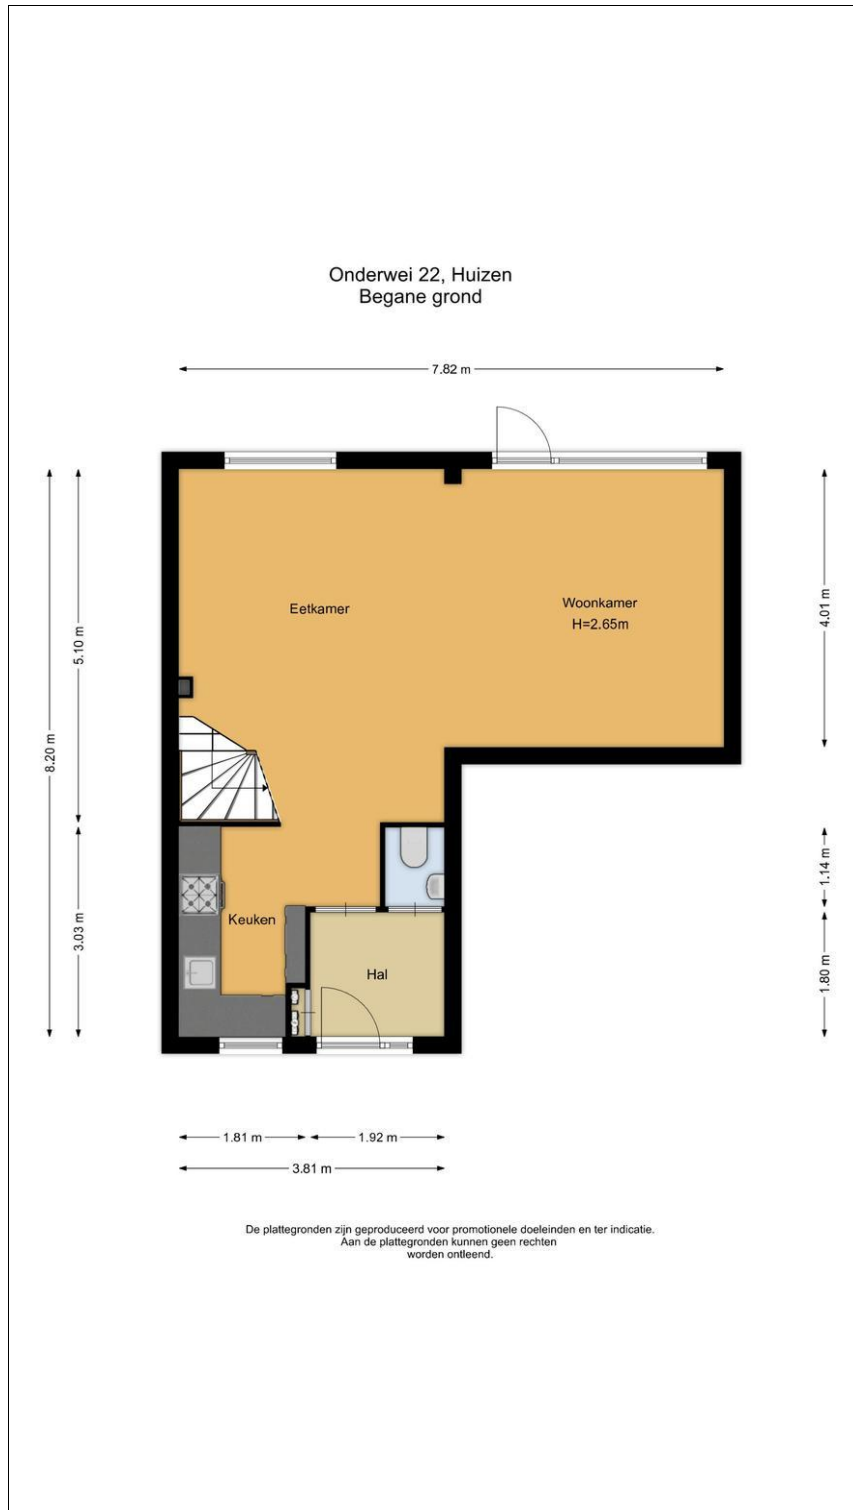 Onderwei 22, Huizen
Begane grond
7.82 m
Eetkamer
Woonkamer
H=2.65m
4.01 m
5.10 m
8.20 m
1.14 m
Keuken
3.03 m
Hal
1.80 m
1.81 m
1.92 m
3.81 m
De plattegronden zijn geproduceerd voor promotionele doeleinden en ter indicatie.
Aan de plattegronden kunnen geen rechten
worden ontleend.